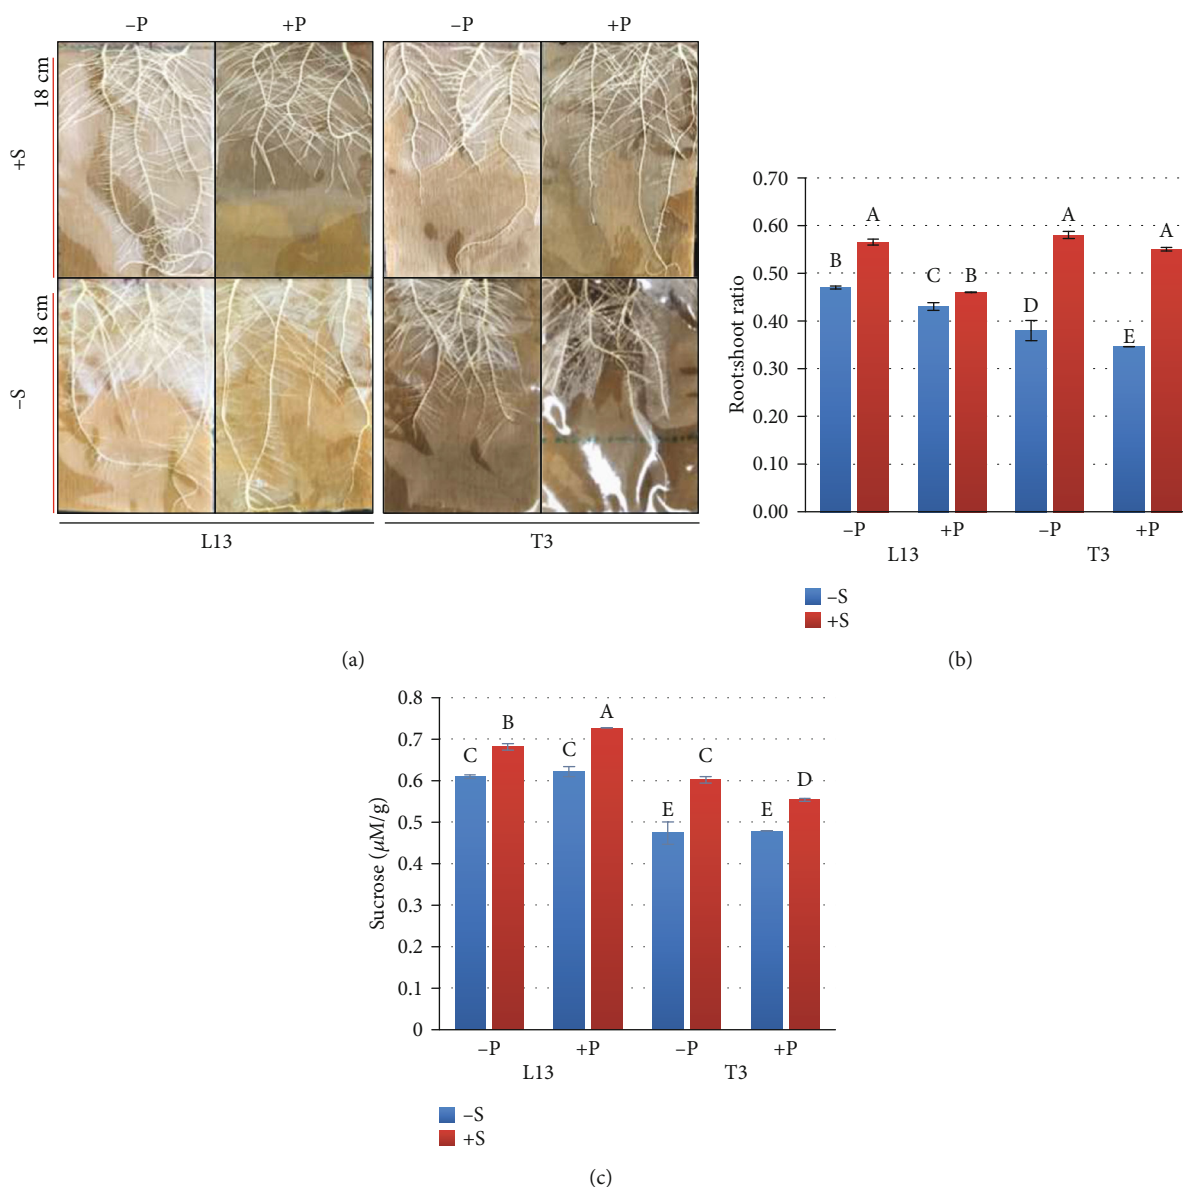 –P +P –P +P
18 cm
+S
18 cm
–S
L13 T3
(a)
0.70
0.60
0.50
0.40
0.30
0.20
0.10
0.00
Root:shoot ratio
B A C B D A E A
–P +P –P +P
L13 T3
–S
+S
(b)
0.8
0.7
0.6
0.5
0.4
0.3
0.2
0.1
0
Sucrose (μM/g)
C B C A E C E D
–P +P –P +P
L13 T3
–S
+S
(c)